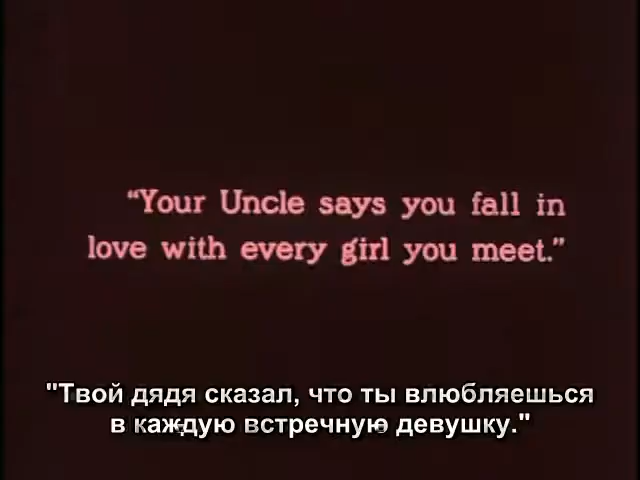 “Your Uncle says you fall in
love with every girl you meet.”
"Твой дядя сказал, что ты влюбляешься
в каждую встречную девушку."